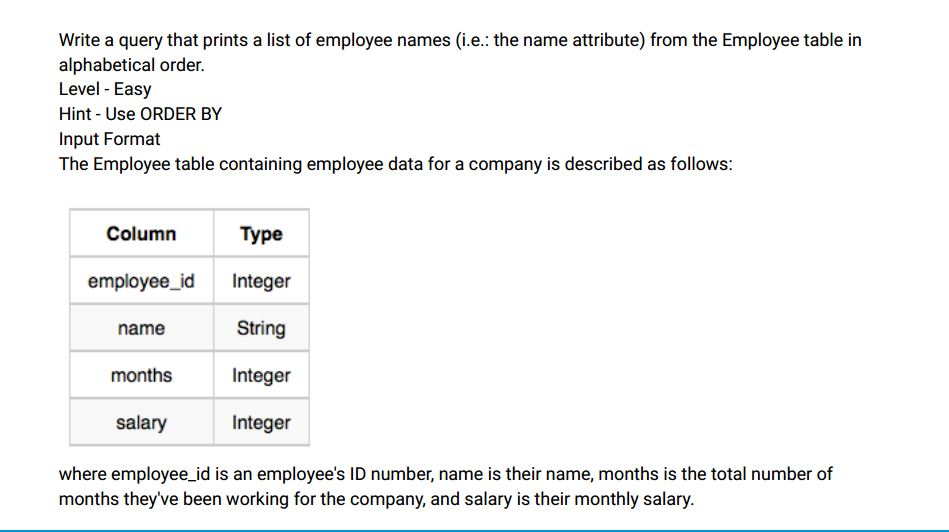 Write a query that prints a list of employee names (i.e.: the name attribute) from the Employee table in
alphabetical order.
Level - Easy
Hint - Use ORDER BY
Input Format
The Employee table containing employee data for a company is described as follows:
Column Type
employee_id Integer
name String
months Integer
salary Integer
where employee_id is an employee's ID number, name is their name, months is the total number of
months they've been working for the company, and salary is their monthly salary.